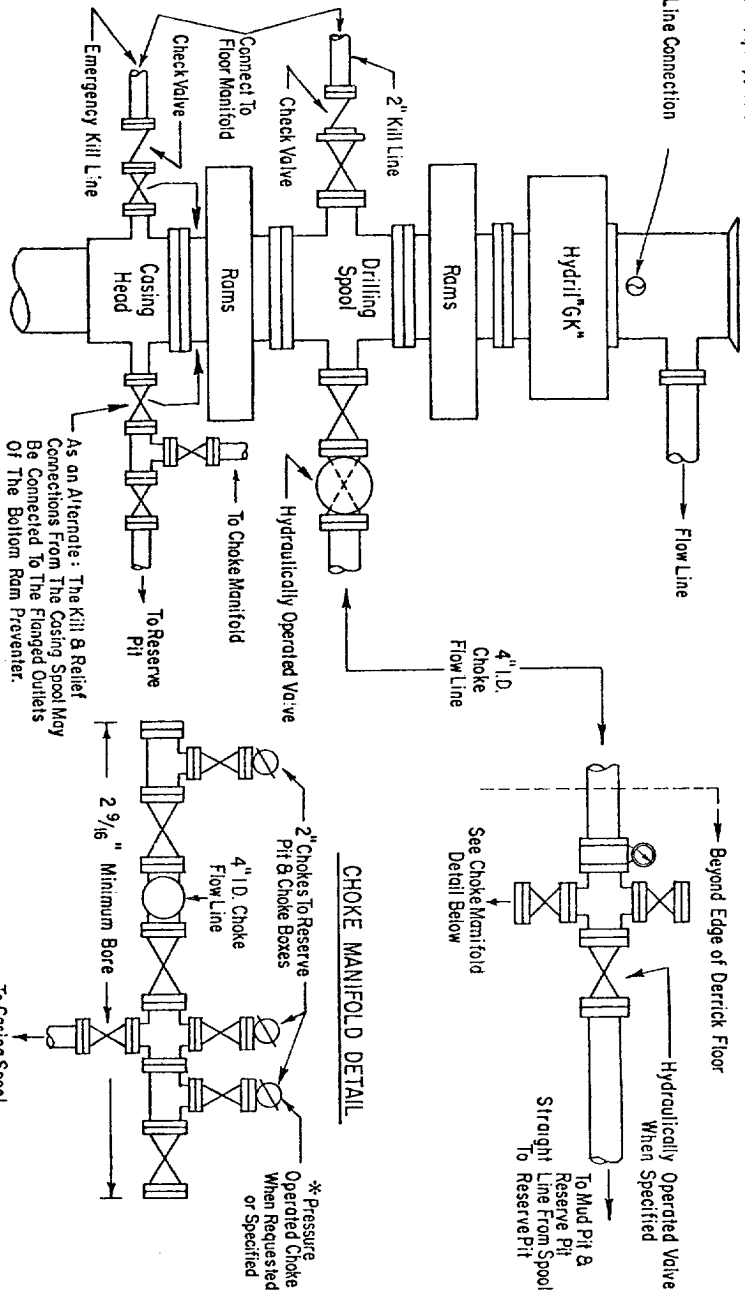 Line Connection
Flow Line
Hydril "GK"
Rams
2" Kill Line
Check Valve
Drilling
Spool
Hydraulically Operated Valve
Connect To
Floor Manifold
Rams
Check Valve
Emergency Kill Line
Casing
Head
To Choke Manifold
To Reserve
Pit
As an Alternate: The Kill & Relief
Connections From The Casing Spool May
Be Connected To The Flanged Outlets
Of The Bottom Ram Preventer.
4" I.D.
Choke
Flow Line
Beyond Edge of Derrick Floor
Hydraulically Operated Valve
When Specified
To Mud Pit &
Reserve Pit
Straight Line From Spool
To Reserve Pit
See Choke Manifold
Detail Below
CHOKE MANIFOLD DETAIL
2" Chokes To Reserve
Pit & Choke Boxes
4" I.D. Choke
Flow Line
*Pressure
Operated Choke
When Requested
or Specified
2 9/16" Minimum Bore
To Casing Spool